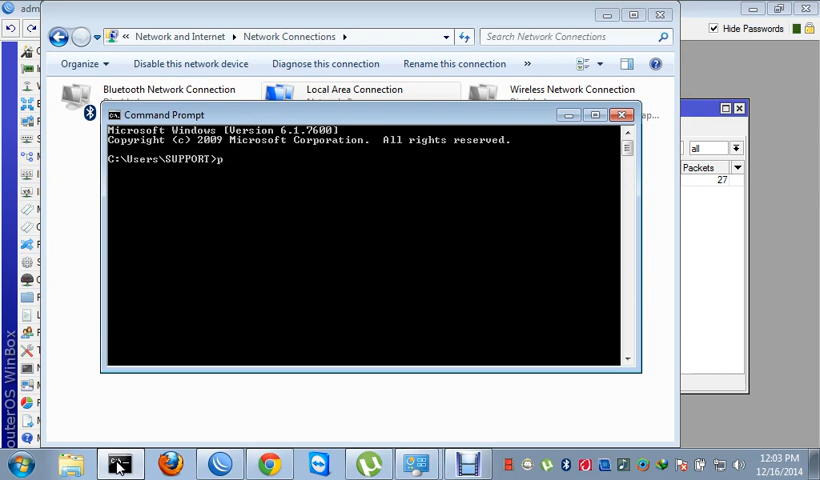 adm
Hide Passwords
Network and Internet
Network Connections
Search Network Connections
Organize
Disable this network device
Diagnose this connection
Rename this connection
»
Bluetooth Network Connection
Local Area Connection
Wireless Network Connection
ap...
Command Prompt
Microsoft Windows [Version 6.1.7600]
Copyright (c) 2009 Microsoft Corporation.  All rights reserved.
C:\Users\SUPPORT>p
all
Packets
27
outerOS WinBox
12:03 PM
12/16/2014